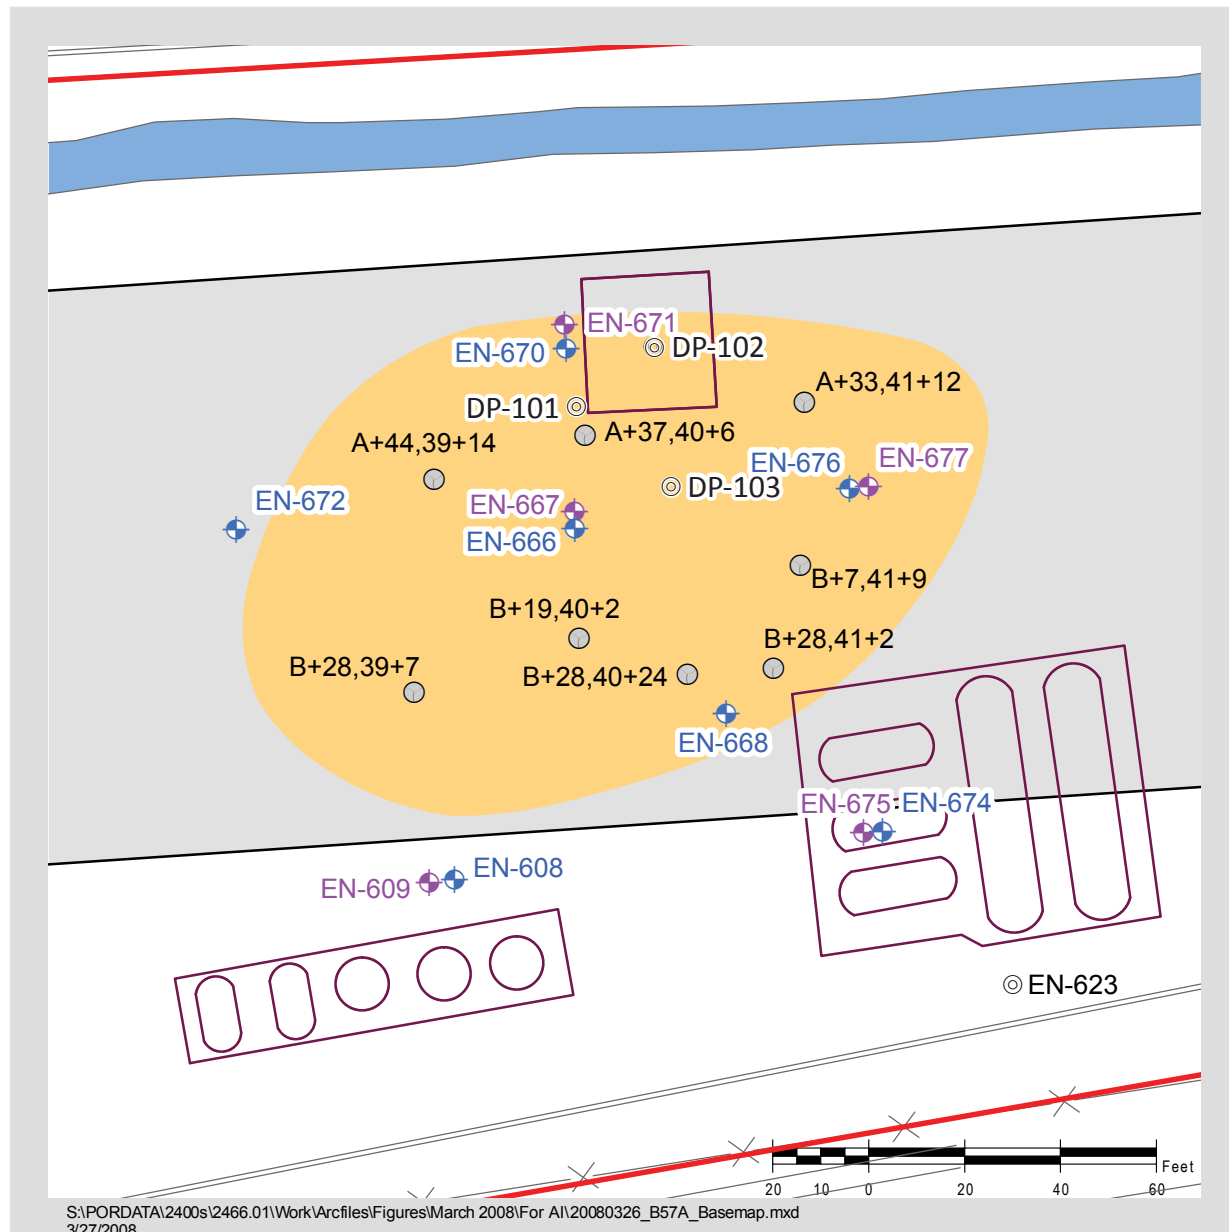 EN-671
EN-670
DP-102
A+33,41+12
DP-101
A+37,40+6
A+44,39+14
EN-676
EN-677
DP-103
EN-672
EN-667
EN-666
B+7,41+9
B+19,40+2
B+28,41+2
B+28,39+7
B+28,40+24
EN-668
EN-675
EN-674
EN-609
EN-608
EN-623
Feet
20 10 0 20 40 60
S:\PORDATA\2400s\2466.01\Work\Arcfiles\Figures\March 2008\For AI\20080326_B57A_Basemap.mxd
3/27/2008